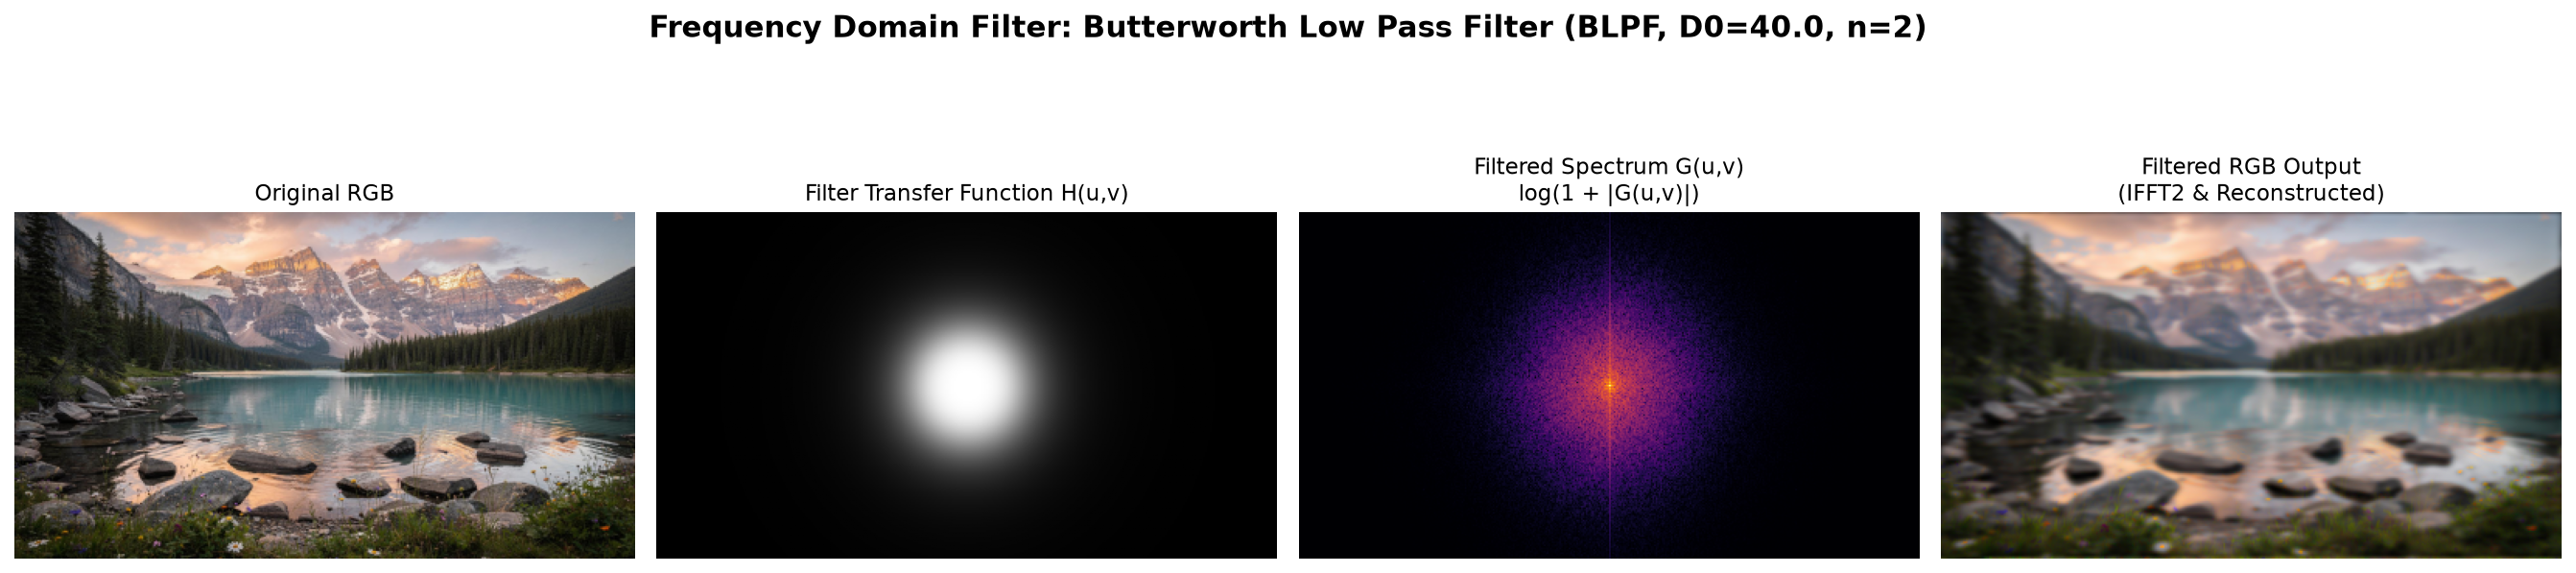 Frequency Domain Filter: Butterworth Low Pass Filter (BLPF, D0=40.0, n=2)
Original RGB
Filter Transfer Function H(u,v)
Filtered Spectrum G(u,v)
log(1 + |G(u,v)|)
Filtered RGB Output
(IFFT2 & Reconstructed)